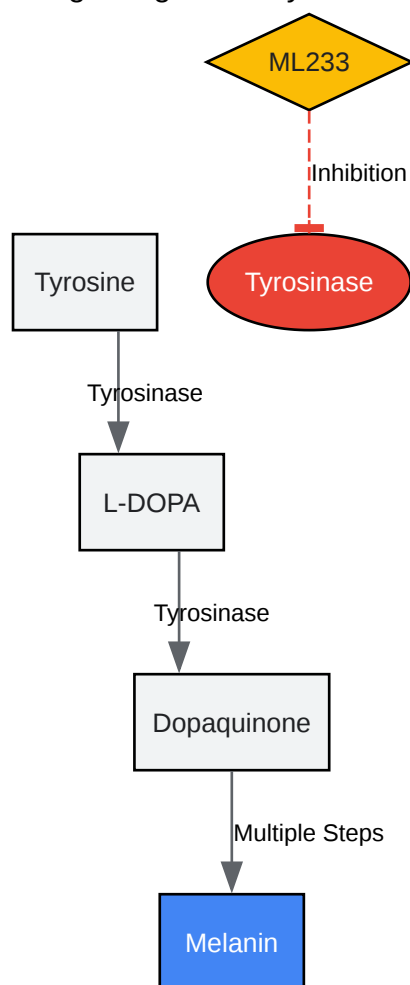 ML233
Inhibition
Tyrosine
Tyrosinase
Tyrosinase
L-DOPA
Tyrosinase
Dopaquinone
Multiple Steps
Melanin